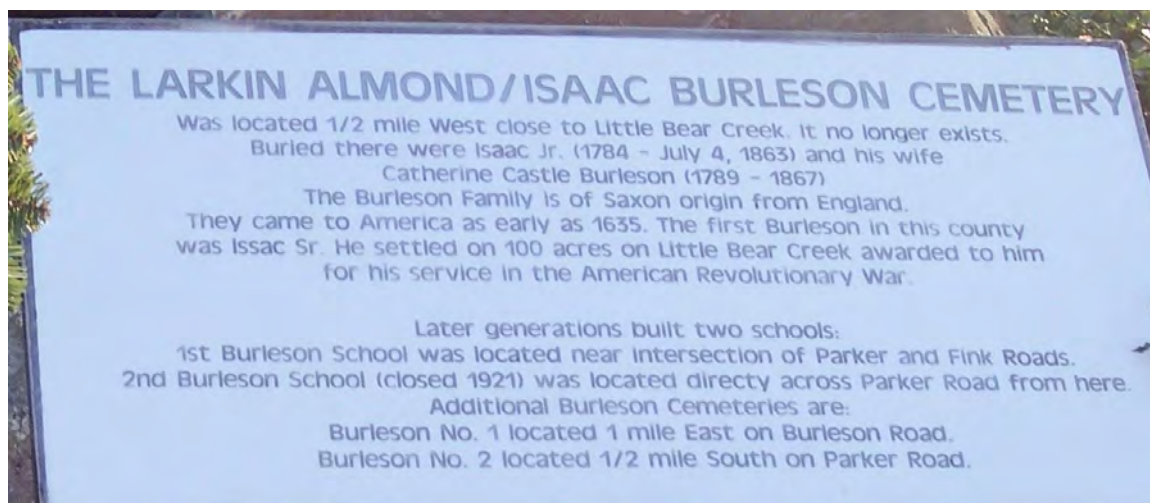 THE LARKIN ALMOND/ISAAC BURLESON CEMETERY
Was located 1/2 mile West close to Little Bear Creek. It no longer exists.
Buried there were Isaac Jr. (1784 - July 4, 1863) and his wife
Catherine Castle Burleson (1789 - 1867)
The Burleson Family is of Saxon origin from England.
They came to America as early as 1635. The first Burleson in this county
was Issac Sr. He settled on 100 acres on Little Bear Creek awarded to him
for his service in the American Revolutionary War.
Later generations built two schools:
1st Burleson School was located near intersection of Parker and Fink Roads.
2nd Burleson School (closed 1921) was located directy across Parker Road from here.
Additional Burleson Cemeteries are:
Burleson No. 1 located 1 mile East on Burleson Road.
Burleson No. 2 located 1/2 mile South on Parker Road.